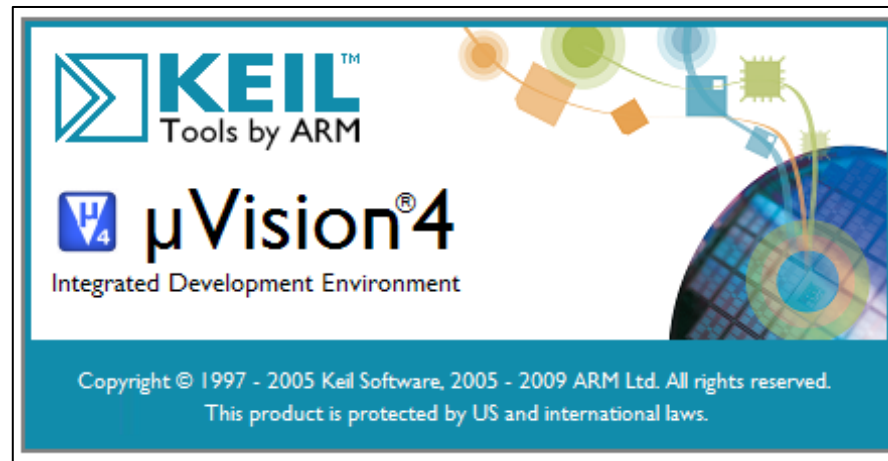 KEIL™
Tools by ARM
μ
V
4
μVision®4
Integrated Development Environment
Copyright © 1997 - 2005 Keil Software, 2005 - 2009 ARM Ltd. All rights reserved.
This product is protected by US and international laws.